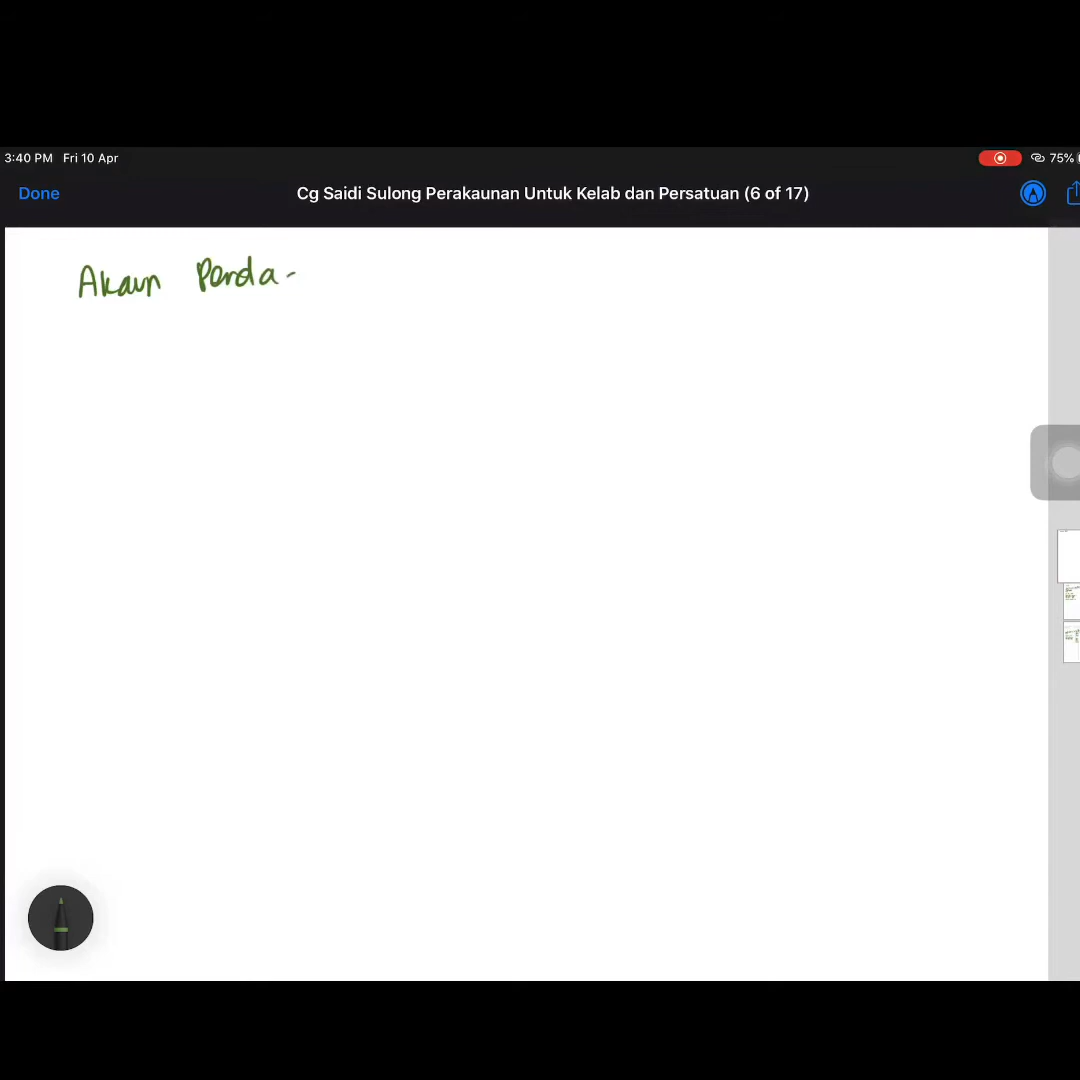 3:40 PM Fri 10 Apr
75%
Done
Cg Saidi Sulong Perakaunan Untuk Kelab dan Persatuan (6 of 17)
Akaun Penda-